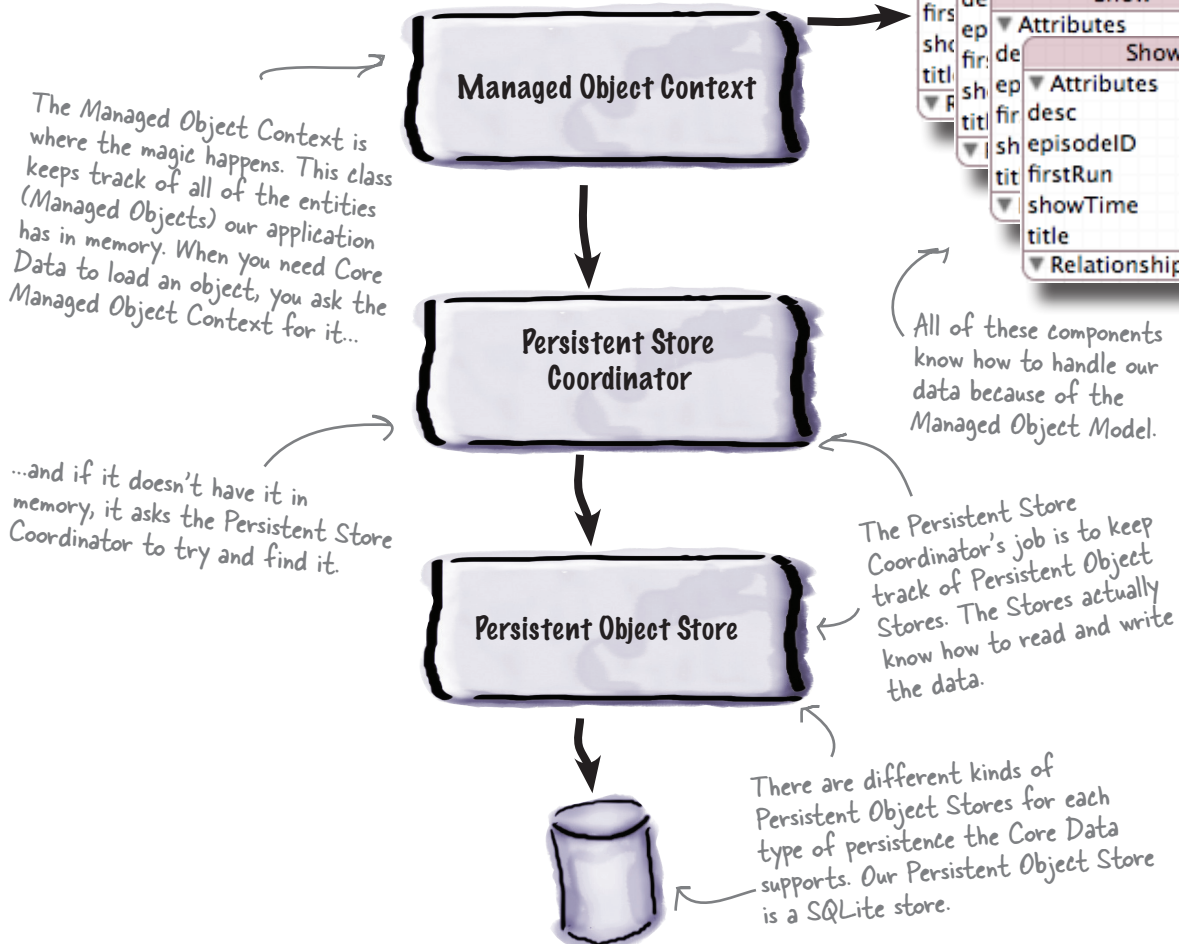 Managed Object Context
The Managed Object Context is
where the magic happens. This class
keeps track of all of the entities
(Managed Objects) our application
has in memory. When you need Core
Data to load an object, you ask the
Managed Object Context for it...
Attributes
Show
Attributes
desc
episodeID
firstRun
showTime
title
Relationship
All of these components
know how to handle our
data because of the
Managed Object Model.
Persistent Store
Coordinator
...and if it doesn't have it in
memory, it asks the Persistent Store
Coordinator to try and find it.
The Persistent Store
Coordinator's job is to keep
track of Persistent Object
Stores. The Stores actually
know how to read and write
the data.
Persistent Object Store
There are different kinds of
Persistent Object Stores for each
type of persistence the Core Data
supports. Our Persistent Object Store
is a SQLite store.